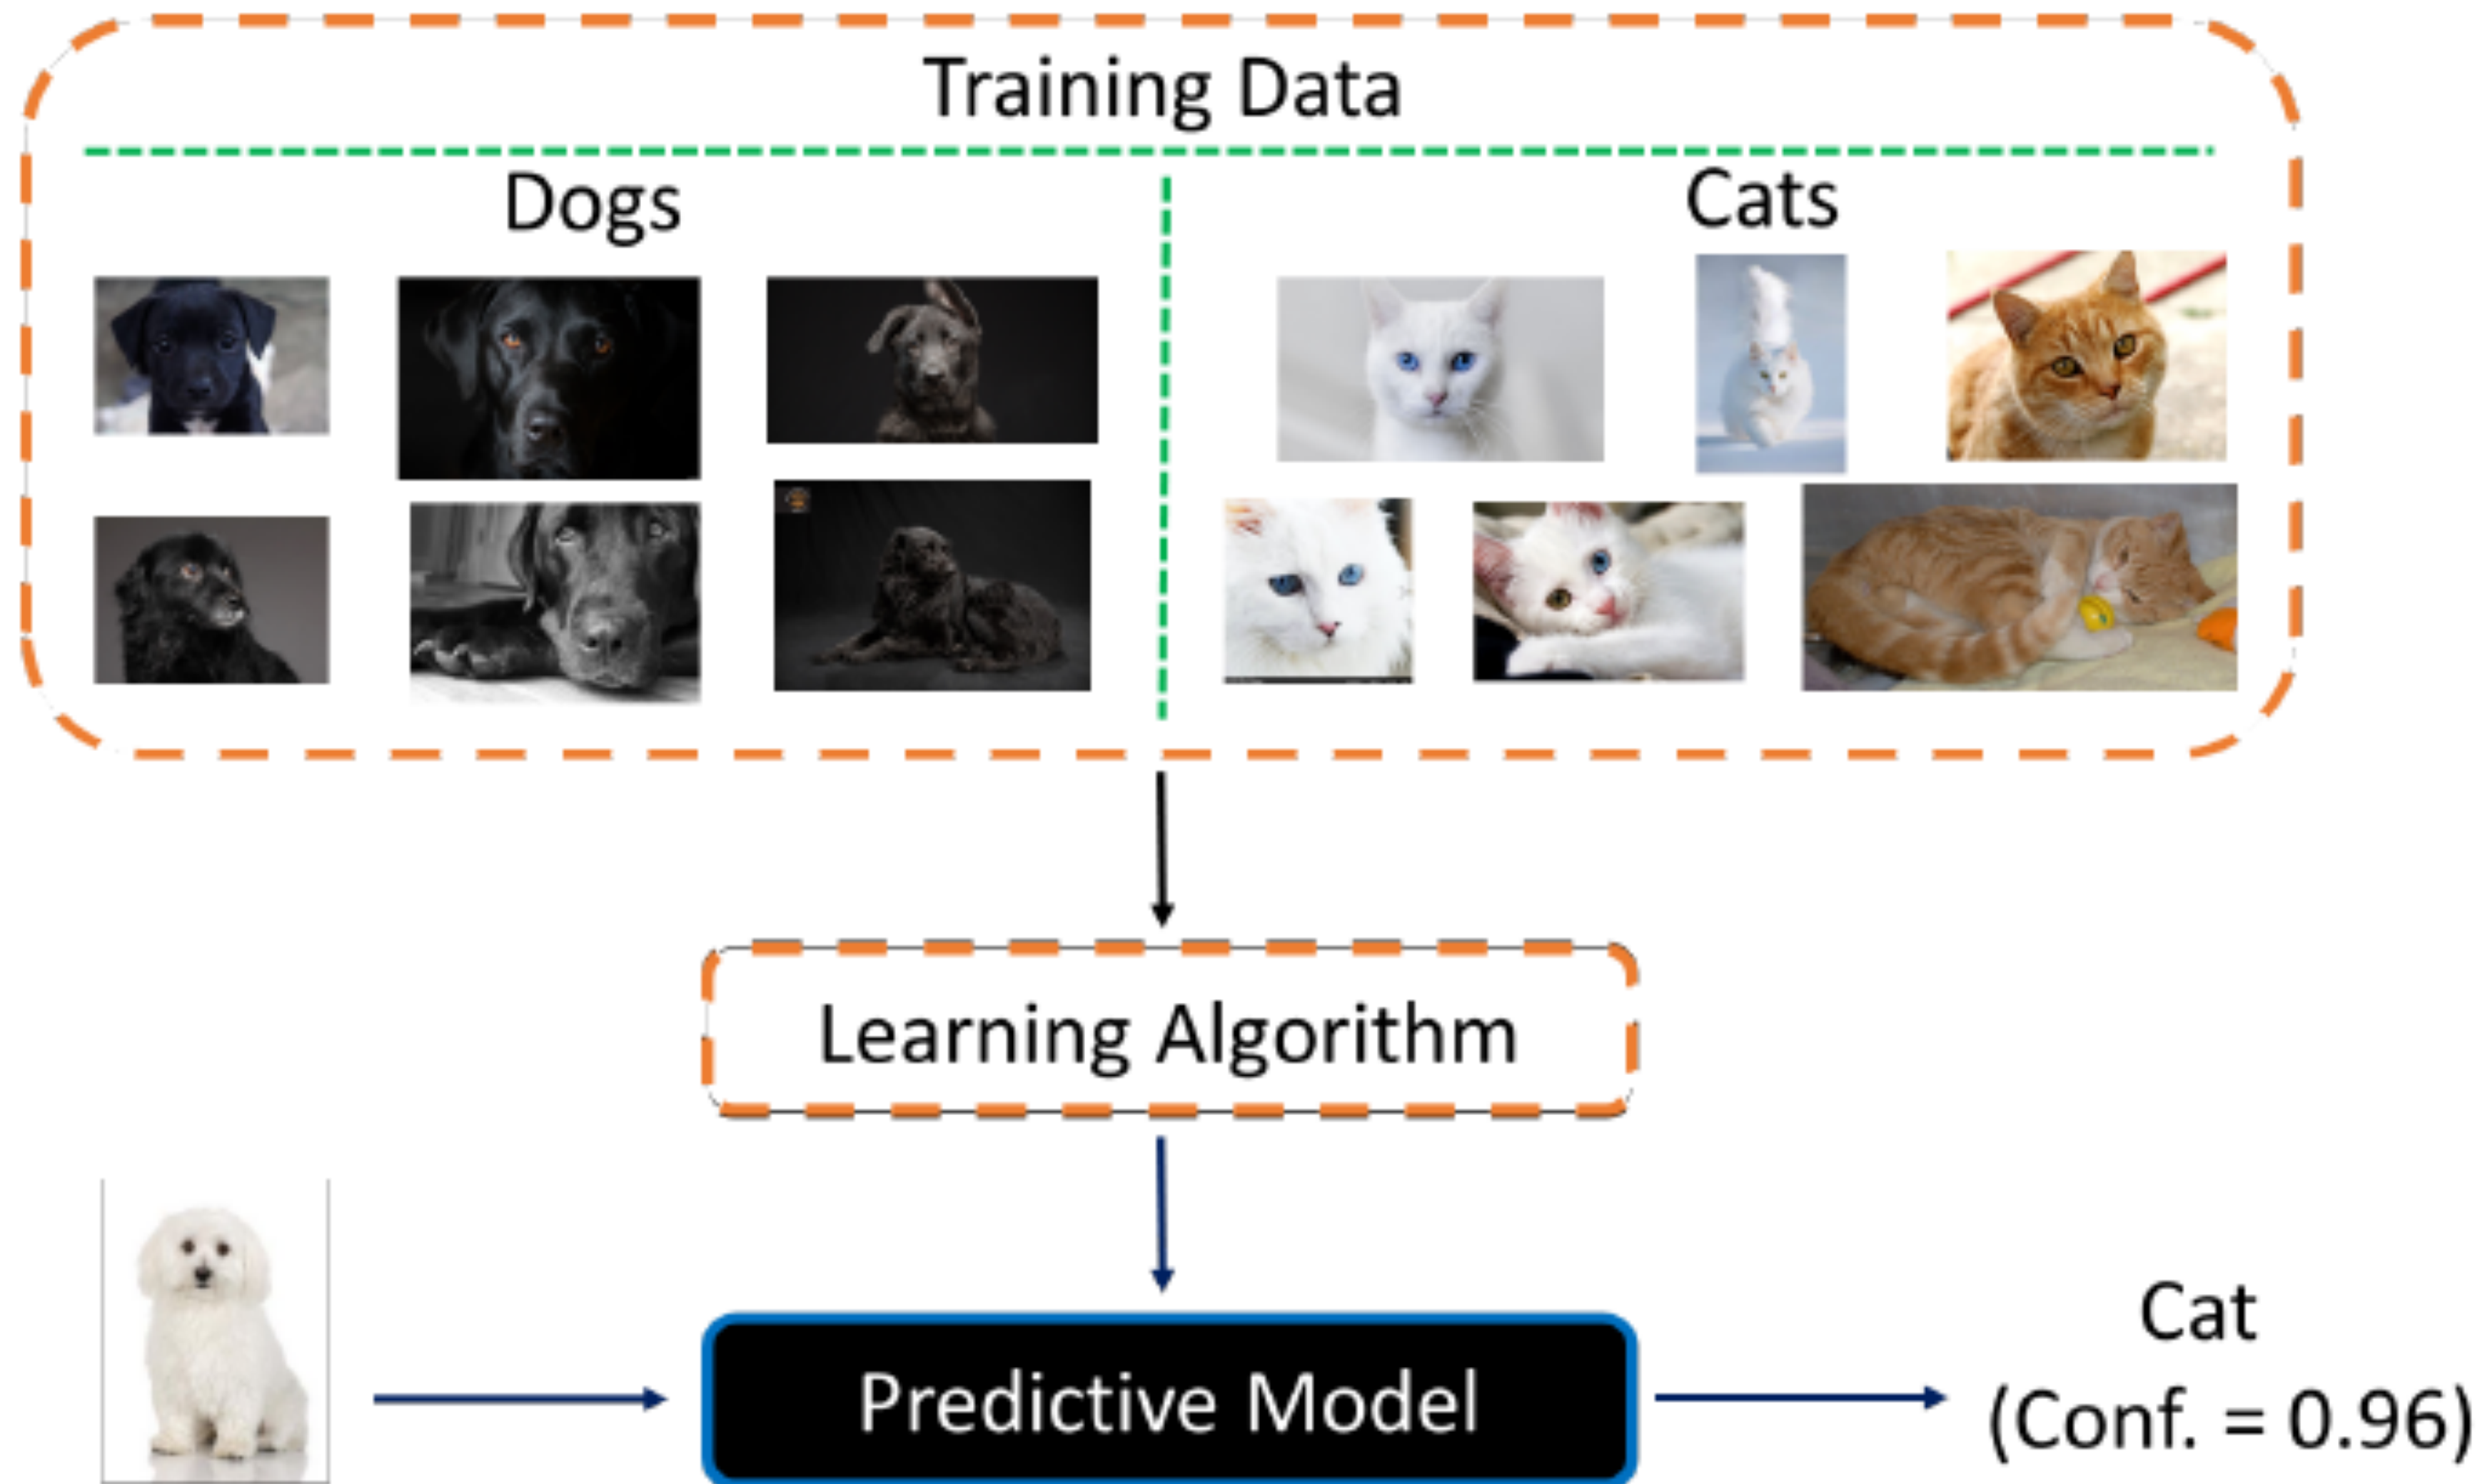 Training Data
Dogs
Cats
Learning Algorithm
Predictive Model
Cat
(Conf. = 0.96)